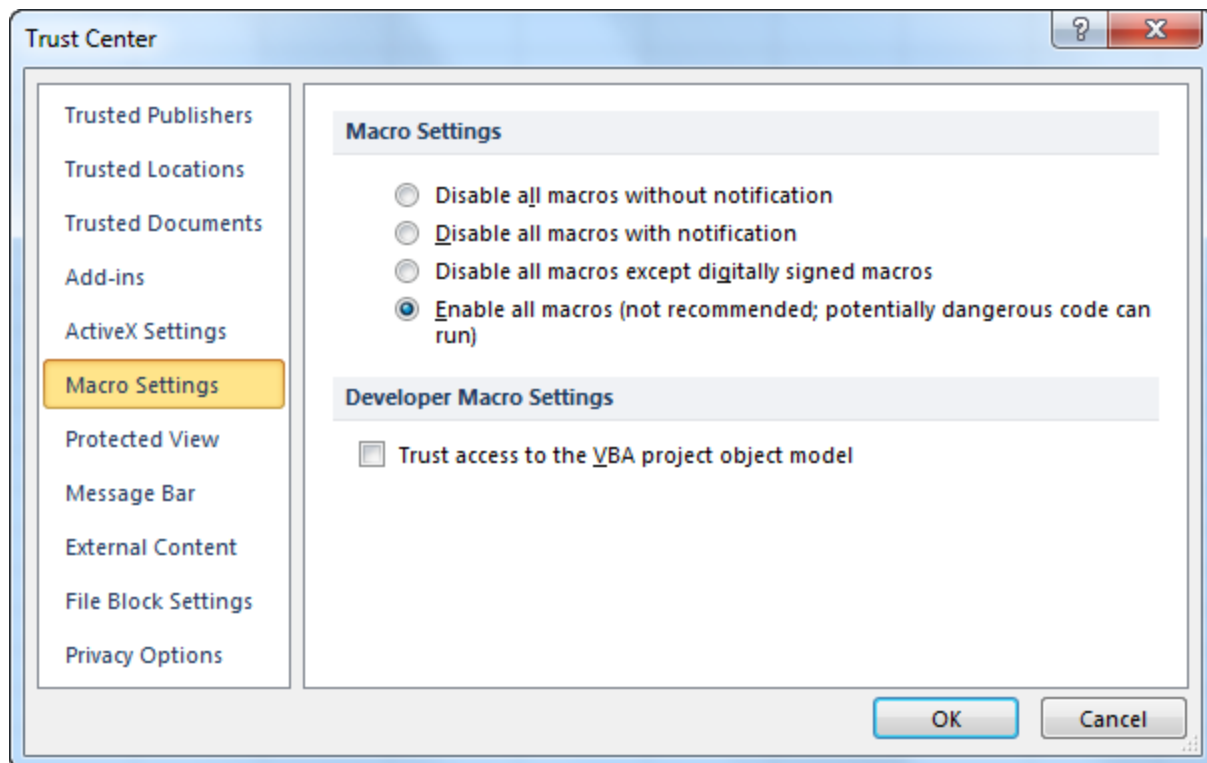 Trust Center
Trusted Publishers
Trusted Locations
Trusted Documents
Add-ins
ActiveX Settings
Macro Settings
Protected View
Message Bar
External Content
File Block Settings
Privacy Options
Macro Settings
Disable all macros without notification
Disable all macros with notification
Disable all macros except digitally signed macros
Enable all macros (not recommended; potentially dangerous code can
run)
Developer Macro Settings
Trust access to the VBA project object model
OK
Cancel